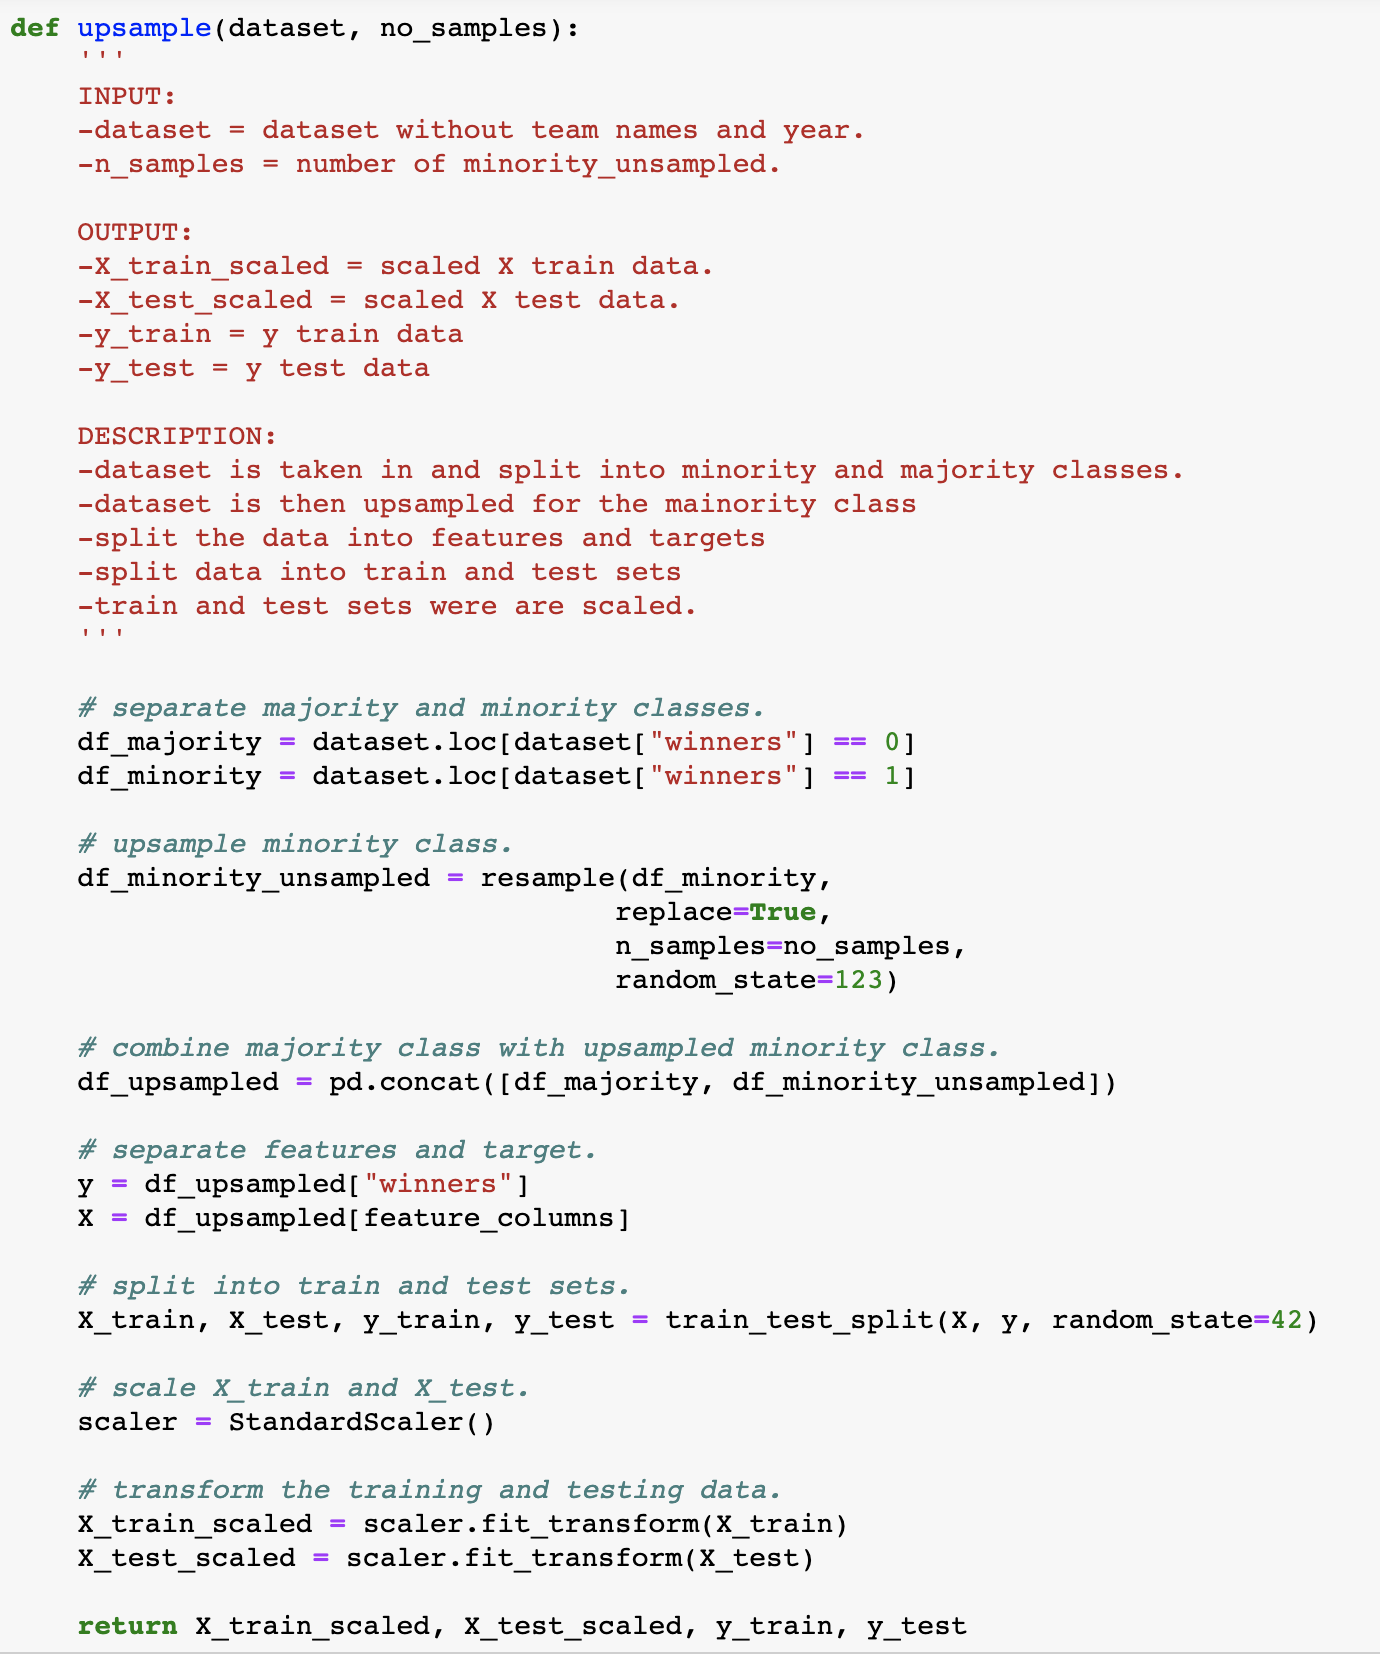 def upsample(dataset, no_samples):
    '''
    INPUT:
    -dataset = dataset without team names and year.
    -n_samples = number of minority_unsampled.

    OUTPUT:
    -X_train_scaled = scaled X train data.
    -X_test_scaled = scaled X test data.
    -y_train = y train data
    -y_test = y test data

    DESCRIPTION:
    -dataset is taken in and split into minority and majority classes.
    -dataset is then upsampled for the mainority class
    -split the data into features and targets
    -split data into train and test sets
    -train and test sets were are scaled.
    '''

    # separate majority and minority classes.
    df_majority = dataset.loc[dataset["winners"] == 0]
    df_minority = dataset.loc[dataset["winners"] == 1]

    # upsample minority class.
    df_minority_unsampled = resample(df_minority,
                                    replace=True,
                                    n_samples=no_samples,
                                    random_state=123)

    # combine majority class with upsampled minority class.
    df_upsampled = pd.concat([df_majority, df_minority_unsampled])

    # separate features and target.
    y = df_upsampled["winners"]
    X = df_upsampled[feature_columns]

    # split into train and test sets.
    X_train, X_test, y_train, y_test = train_test_split(X, y, random_state=42)

    # scale X_train and X_test.
    scaler = StandardScaler()

    # transform the training and testing data.
    X_train_scaled = scaler.fit_transform(X_train)
    X_test_scaled = scaler.fit_transform(X_test)

    return X_train_scaled, X_test_scaled, y_train, y_test